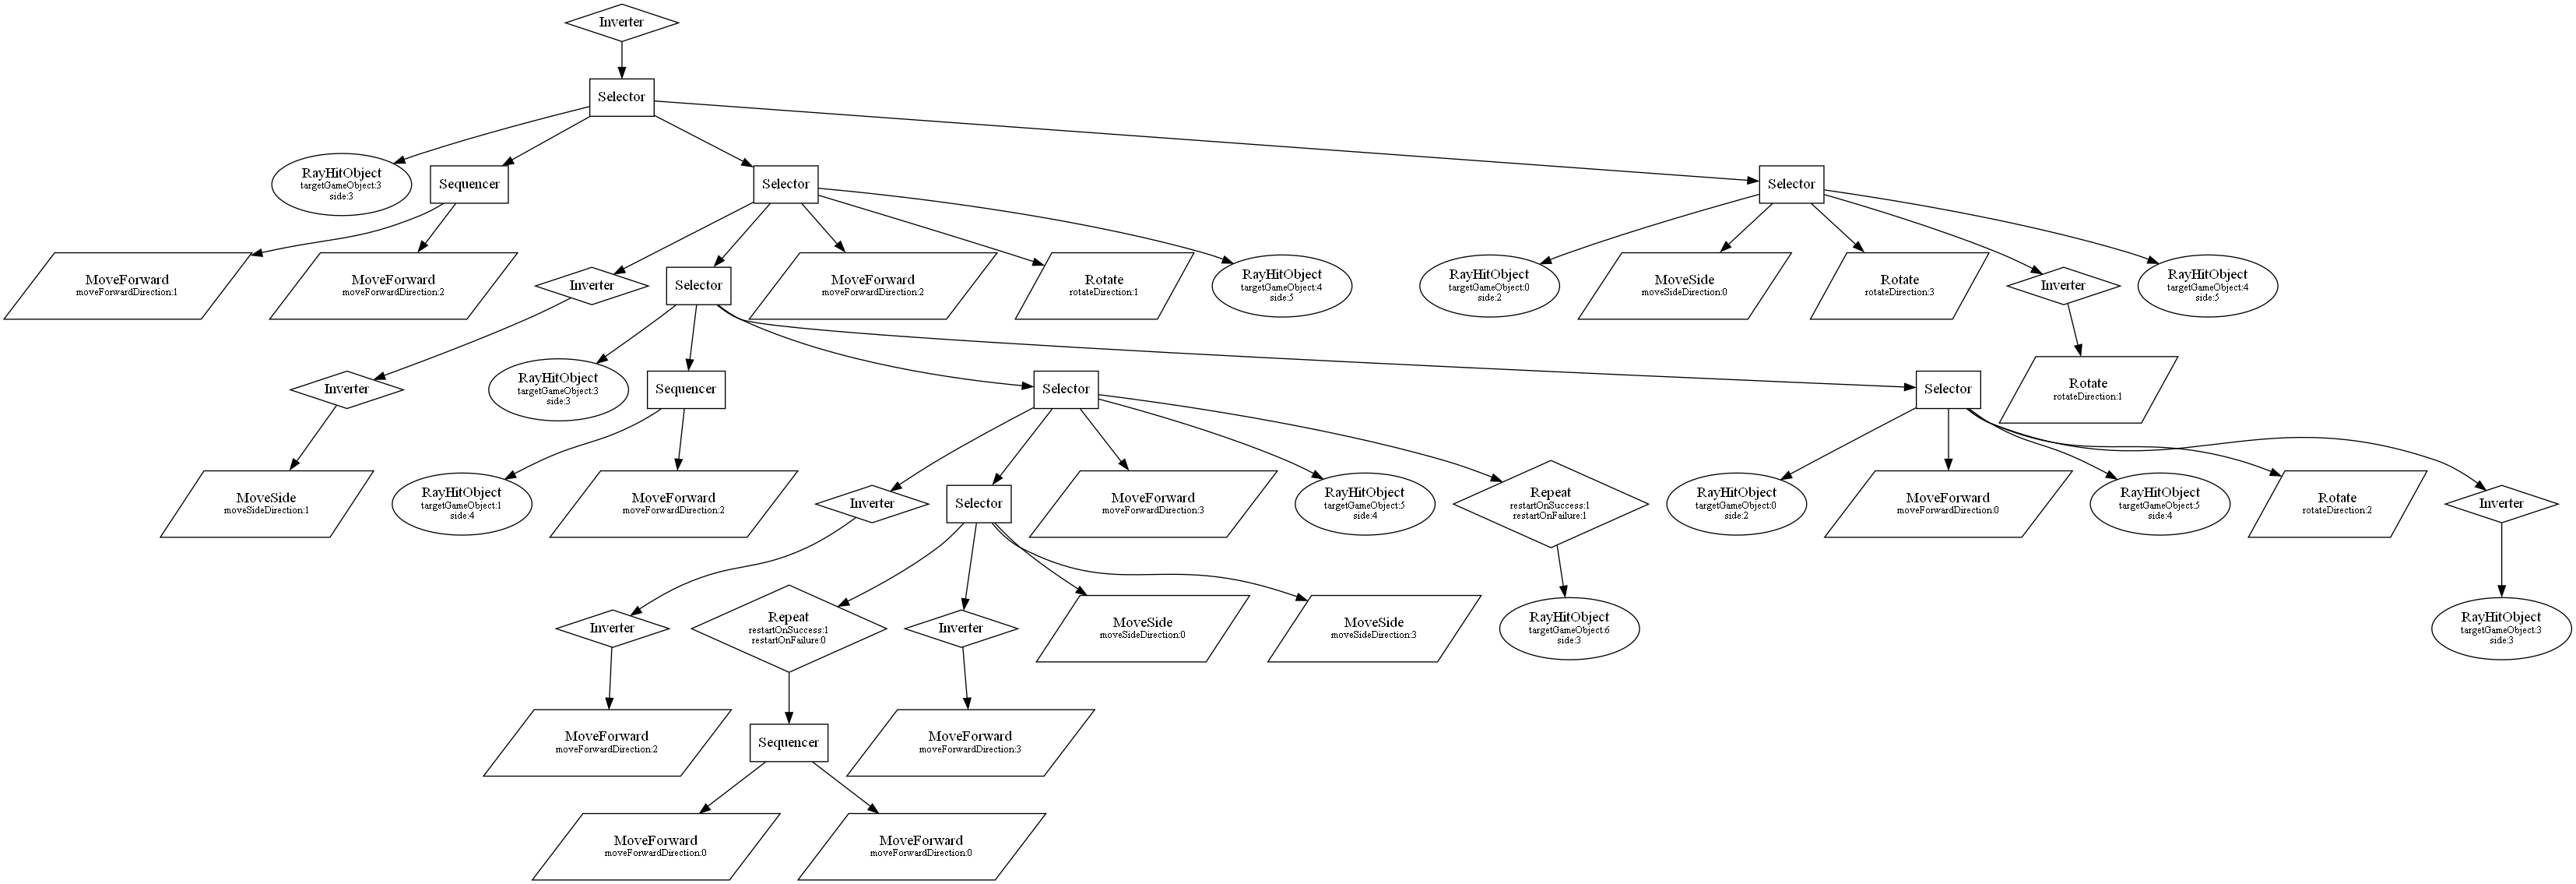 Inverter
Selector
RayHitObject
targetGameObject:3
side:3
Sequencer
Selector
Selector
MoveForward
moveForwardDirection:1
MoveForward
moveForwardDirection:2
Inverter
Selector
MoveForward
moveForwardDirection:2
Rotate
rotateDirection:1
RayHitObject
targetGameObject:4
side:5
RayHitObject
targetGameObject:0
side:2
MoveSide
moveSideDirection:0
Rotate
rotateDirection:3
Inverter
RayHitObject
targetGameObject:4
side:5
Inverter
RayHitObject
targetGameObject:3
side:3
Sequencer
Selector
Selector
Rotate
rotateDirection:1
MoveSide
moveSideDirection:1
RayHitObject
targetGameObject:1
side:4
MoveForward
moveForwardDirection:2
Inverter
Selector
MoveForward
moveForwardDirection:3
RayHitObject
targetGameObject:5
side:4
Repeat
restartOnSuccess:1
restartOnFailure:1
RayHitObject
targetGameObject:0
side:2
MoveForward
moveForwardDirection:0
RayHitObject
targetGameObject:5
side:4
Rotate
rotateDirection:2
Inverter
Inverter
Repeat
restartOnSuccess:1
restartOnFailure:0
Inverter
MoveSide
moveSideDirection:0
MoveSide
moveSideDirection:3
RayHitObject
targetGameObject:6
side:3
RayHitObject
targetGameObject:3
side:3
MoveForward
moveForwardDirection:2
Sequencer
MoveForward
moveForwardDirection:3
MoveForward
moveForwardDirection:0
MoveForward
moveForwardDirection:0